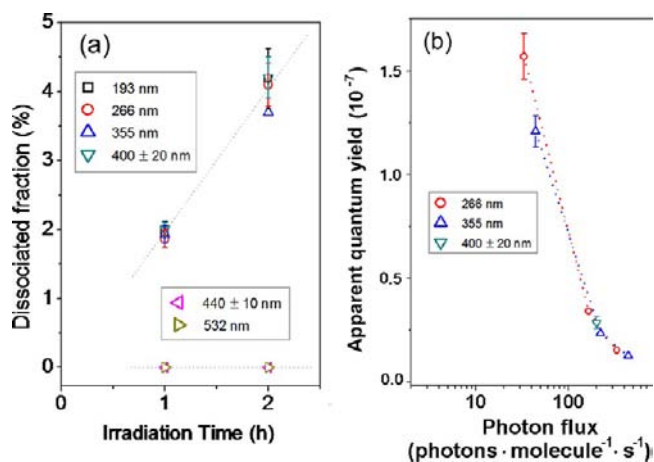 (a)
193 nm
266 nm
355 nm
400 ± 20 nm
440 ± 10 nm
532 nm
Dissociated fraction (%)
5
4
3
2
1
0
0
1
2
Irradiation Time (h)
(b)
266 nm
355 nm
400 ± 20 nm
Apparent quantum yield (10⁻⁷)
1.5
1.0
0.5
0.0
10
100
Photon flux
(photons · molecule⁻¹ · s⁻¹)